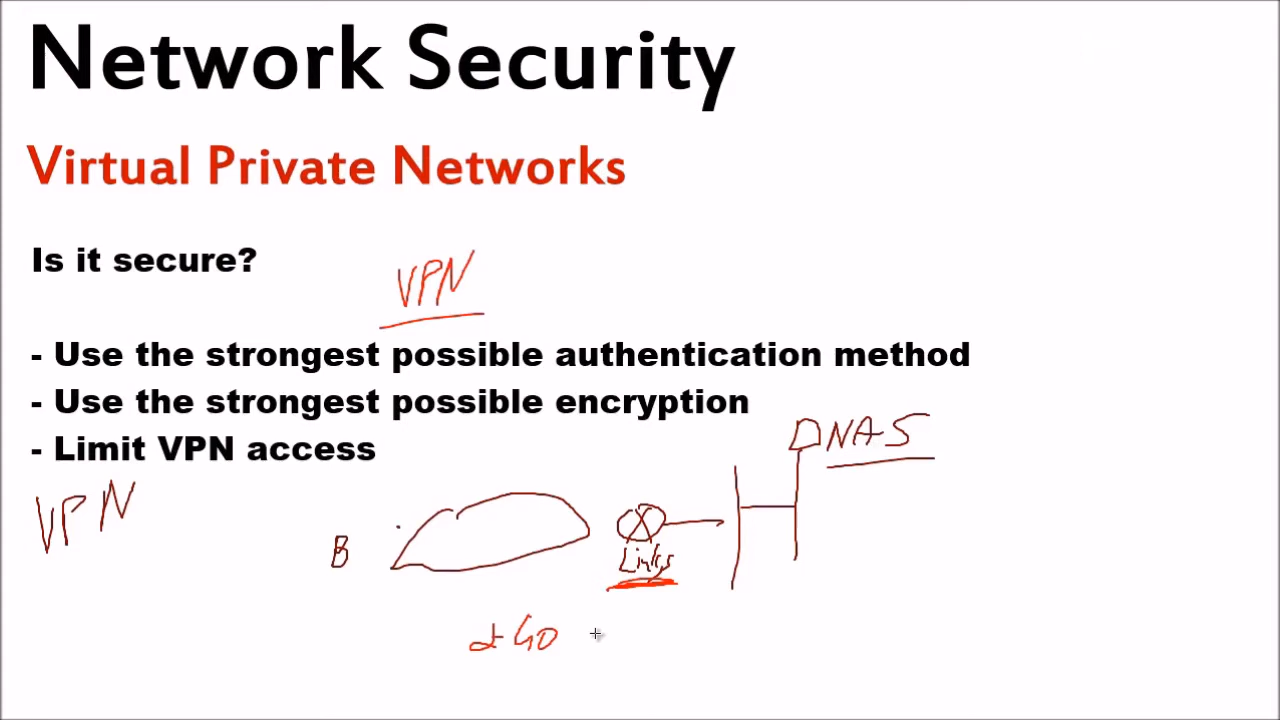 Network Security
Virtual Private Networks
Is it secure?
VPN
- Use the strongest possible authentication method
- Use the strongest possible encryption
- Limit VPN access
NAS
VPN
B